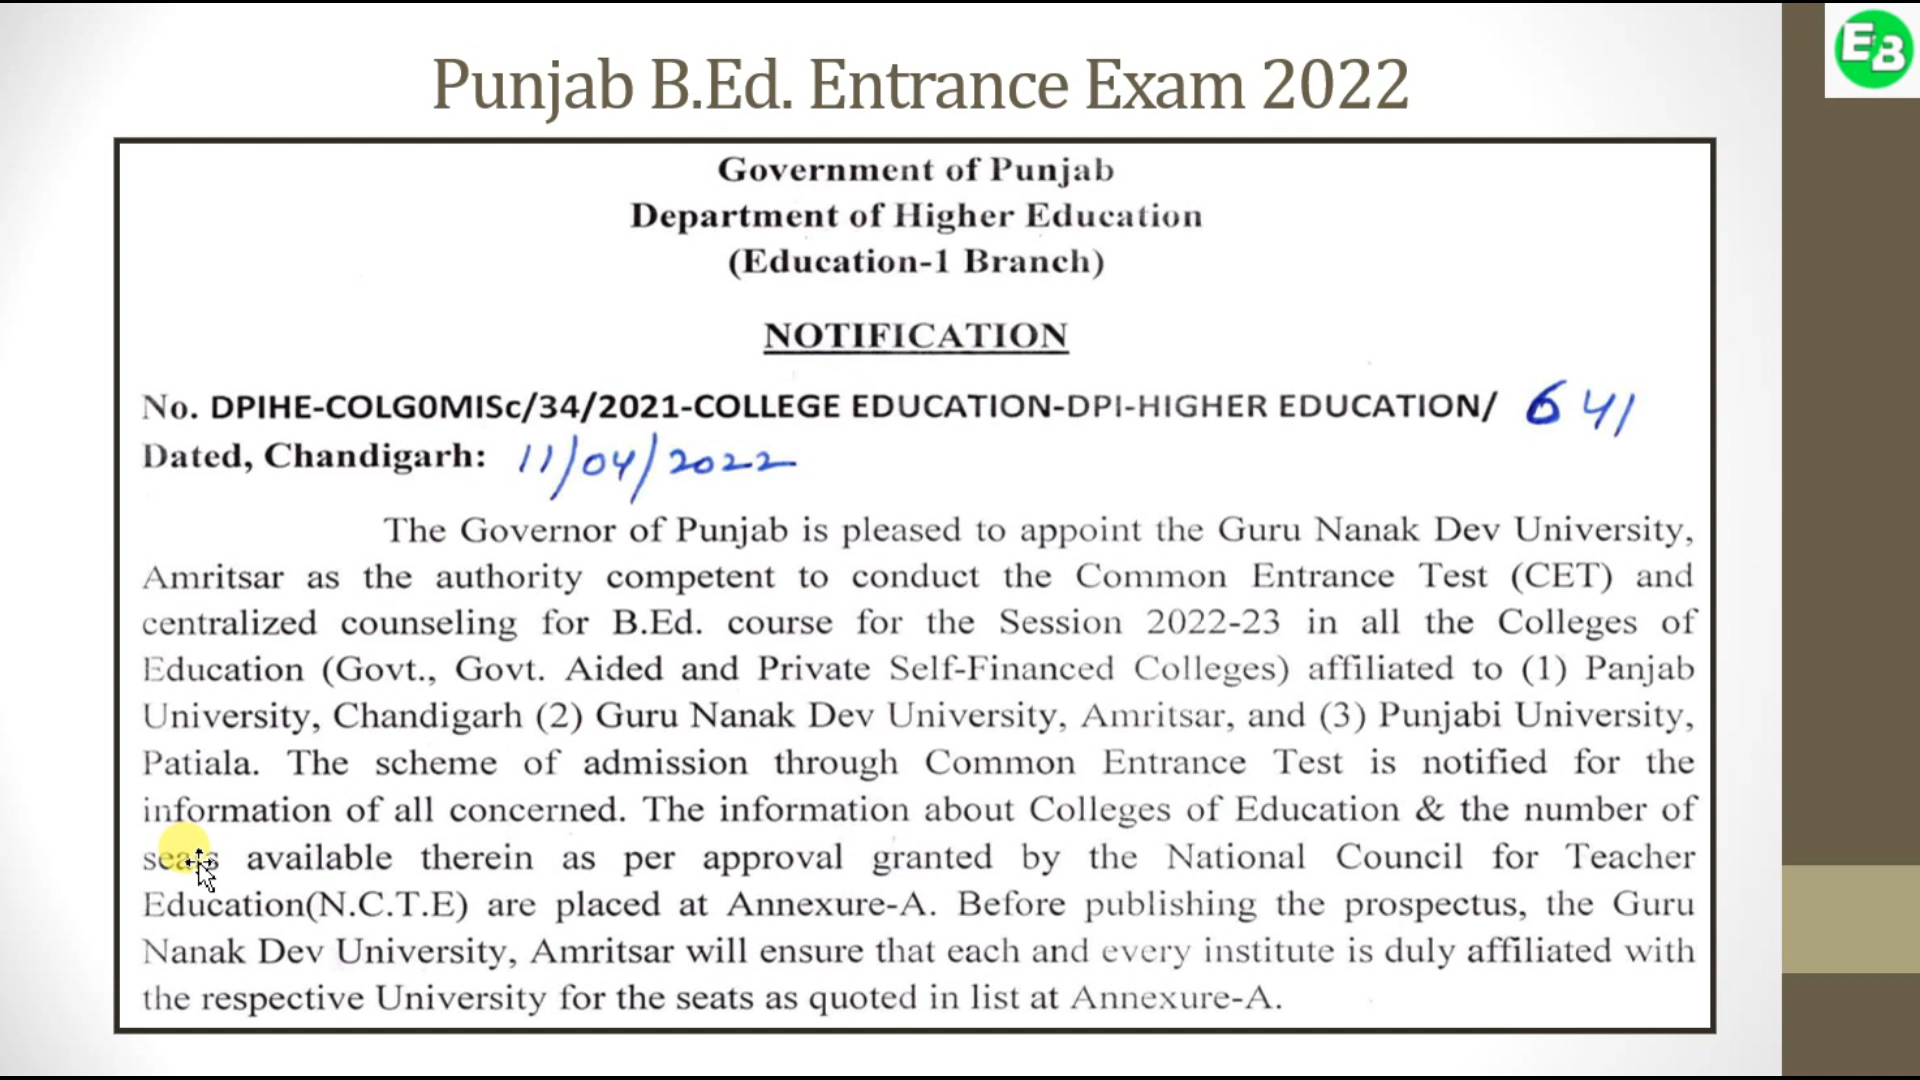 Punjab B.Ed. Entrance Exam 2022
EB
Government of Punjab
Department of Higher Education
(Education-1 Branch)
NOTIFICATION
No. DPIHE-COLG0MISc/34/2021-COLLEGE EDUCATION-DPI-HIGHER EDUCATION/ 641
Dated, Chandigarh: 11/04/2022
The Governor of Punjab is pleased to appoint the Guru Nanak Dev University,
Amritsar as the authority competent to conduct the Common Entrance Test (CET) and
centralized counseling for B.Ed. course for the Session 2022-23 in all the Colleges of
Education (Govt., Govt. Aided and Private Self-Financed Colleges) affiliated to (1) Panjab
University, Chandigarh (2) Guru Nanak Dev University, Amritsar, and (3) Punjabi University,
Patiala. The scheme of admission through Common Entrance Test is notified for the
information of all concerned. The information about Colleges of Education & the number of
seats available therein as per approval granted by the National Council for Teacher
Education(N.C.T.E) are placed at Annexure-A. Before publishing the prospectus, the Guru
Nanak Dev University, Amritsar will ensure that each and every institute is duly affiliated with
the respective University for the seats as quoted in list at Annexure-A.